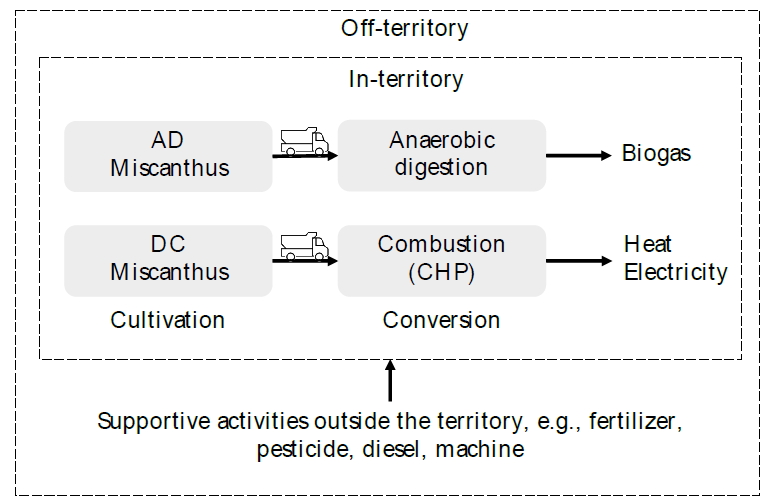 Off-territory
In-territory
AD
Miscanthus
Anaerobic
digestion
Biogas
DC
Miscanthus
Combustion
(CHP)
Heat
Electricity
Cultivation
Conversion
Supportive activities outside the territory, e.g., fertilizer,
pesticide, diesel, machine